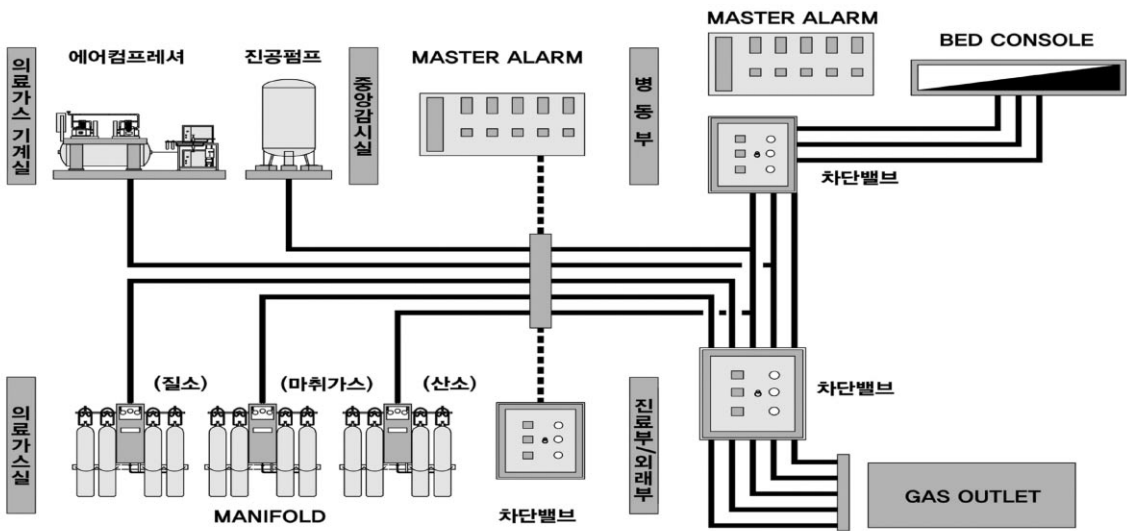 의료가스 기계실
에어컴프레셔
진공펌프
중앙감시실
MASTER ALARM
병동부
MASTER ALARM
BED CONSOLE
차단밸브
의료가스실
(질소)
(마취가스)
(산소)
MANIFOLD
차단밸브
진료부/외래부
차단밸브
GAS OUTLET